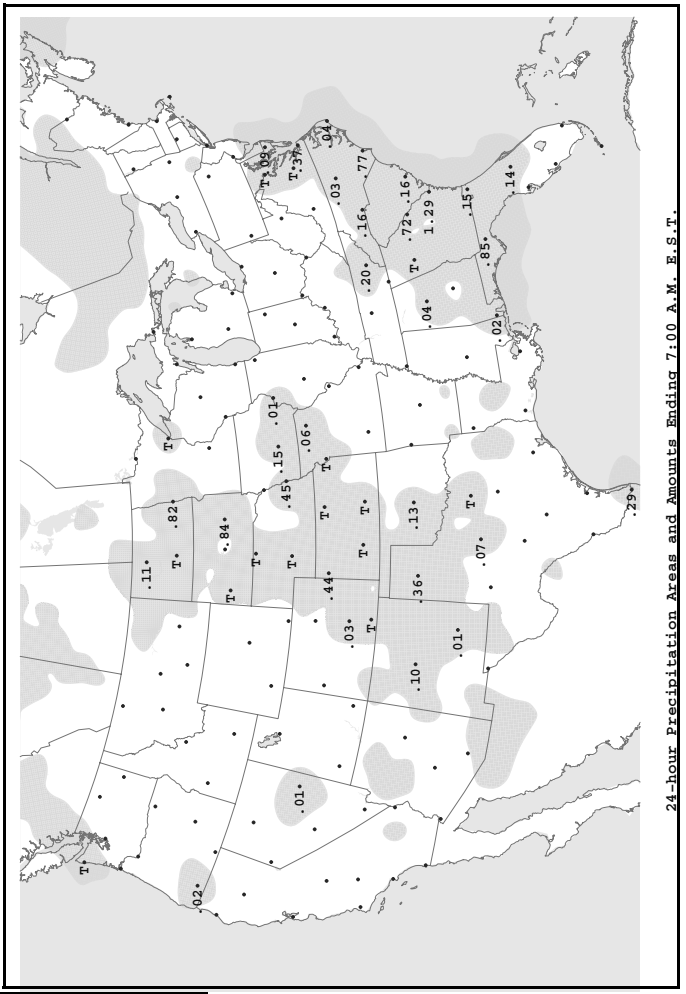 T
.11
T
.82
T
.02
.84
T
T
T
.09
.01
.15
.45
T
T
.37
.01
.06
T
T
.04
.44
.03
.03
.16
.77
T
T
.20
T
.16
.72
.13
T
.10
.36
.04
1.29
.01
.15
T
.07
.85
.02
.14
.29
24-hour Precipitation Areas and Amounts Ending 7:00 A.M. E.S.T.